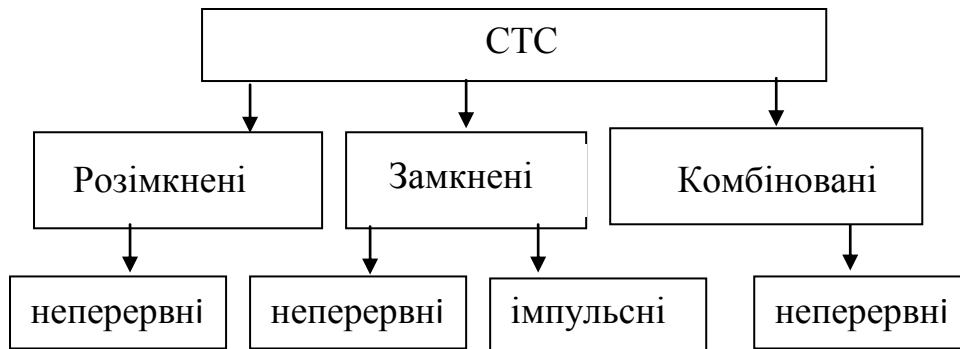 СТС
Розімкнені
Замкнені
Комбіновані
неперервні
неперервні
імпульсні
неперервні